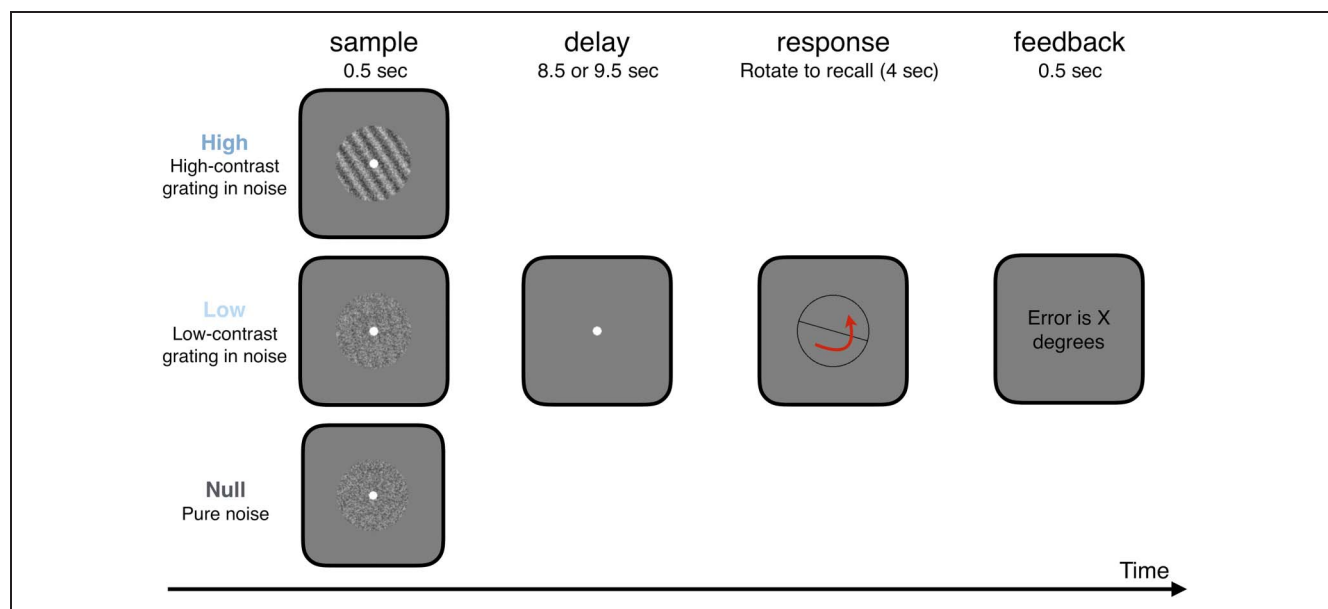 sample
0.5 sec
delay
8.5 or 9.5 sec
response
Rotate to recall (4 sec)
feedback
0.5 sec
High
High-contrast
grating in noise
Low
Low-contrast
grating in noise
Error is X
degrees
Null
Pure noise
Time